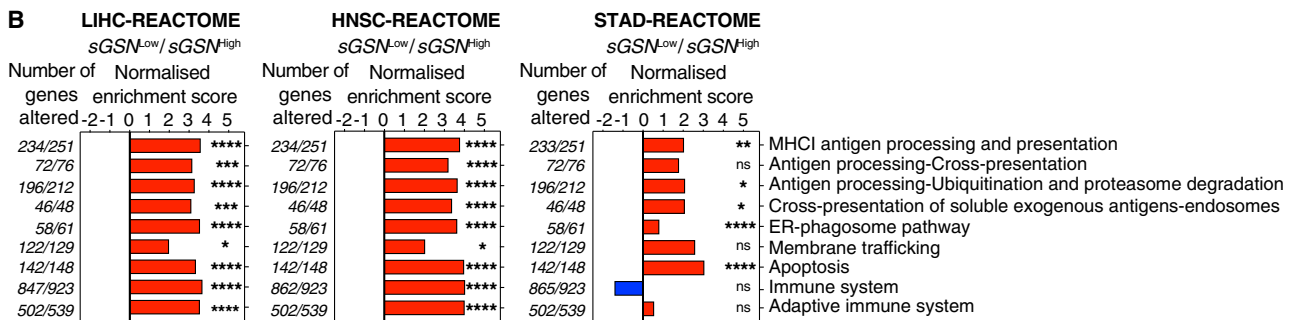 B LIHC-REACTOME HNSC-REACTOME STAD-REACTOME
sGSNLow/sGSNHigh sGSNLow/sGSNHigh sGSNLow/sGSNHigh
Number of Normalised Number of Normalised Number of Normalised
genes enrichment score genes enrichment score genes enrichment score
altered -2 -1 0 1 2 3 4 5 altered -2 -1 0 1 2 3 4 5 altered -2 -1 0 1 2 3 4 5
234/251 **** 234/251 **** 233/251 ** MHCI antigen processing and presentation
72/76 *** 72/76 **** 72/76 ns Antigen processing-Cross-presentation
196/212 **** 196/212 **** 196/212 * Antigen processing-Ubiquitination and proteasome degradation
46/48 *** 46/48 **** 46/48 * Cross-presentation of soluble exogenous antigens-endosomes
58/61 **** 58/61 **** 58/61 **** ER-phagosome pathway
122/129 * 122/129 * 122/129 ns Membrane trafficking
142/148 **** 142/148 **** 142/148 **** Apoptosis
847/923 **** 862/923 **** 865/923 ns Immune system
502/539 **** 502/539 **** 502/539 ns Adaptive immune system